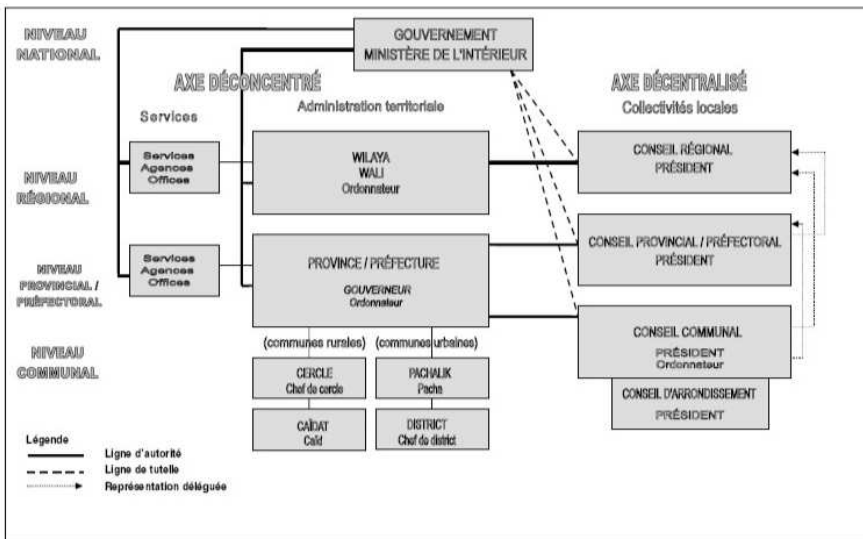 NIVEAU
NATIONAL
GOUVERNEMENT
MINISTÈRE DE L'INTÉRIEUR
AXE DÉCONCENTRÉ
AXE DÉCENTRALISÉ
Services
Administration territoriale
Collectivités locales
NIVEAU
RÉGIONAL
Services
Agences
Offices
WILAYA
WALI
Ordonnateur
CONSEIL RÉGIONAL
PRÉSIDENT
NIVEAU
PROVINCIAL /
PRÉFECTORAL
Services
Agences
Offices
PROVINCE / PRÉFECTURE
GOUVERNEUR
Ordonnateur
CONSEIL PROVINCIAL / PRÉFECTORAL
PRÉSIDENT
NIVEAU
COMMUNAL
(communes rurales)
(communes urbaines)
CERCLE
Chef de cercle
PACHALIK
Pacha
CAÏDAT
Caïd
DISTRICT
Chef de district
CONSEIL COMMUNAL
PRÉSIDENT
Ordonnateur
CONSEIL D'ARRONDISSEMENT
PRÉSIDENT
Légende
Ligne d'autorité
Ligne de tutelle
Représentation déléguée